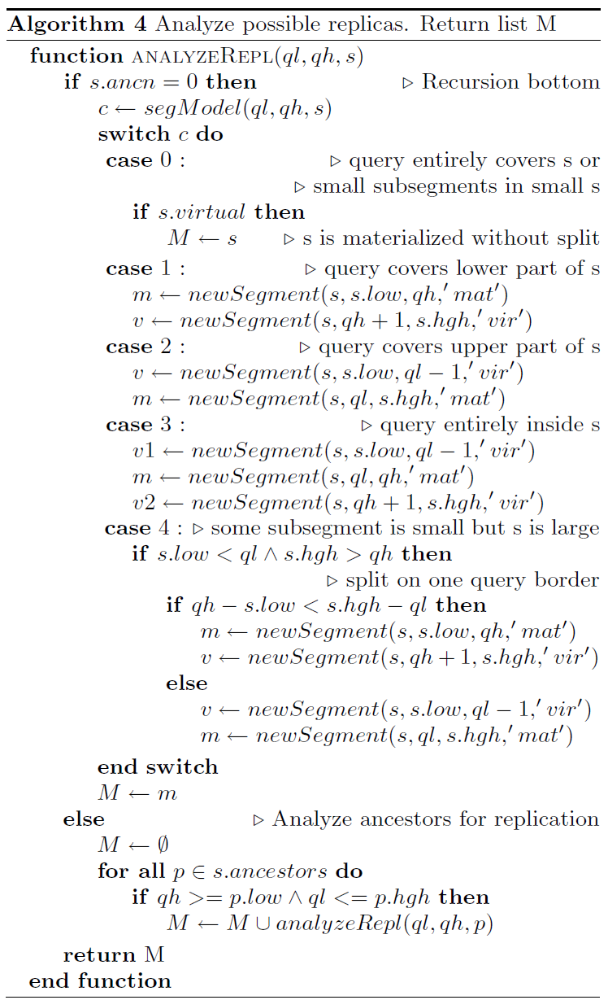 Algorithm 4 Analyze possible replicas. Return list M
function ANALYZEREPL(ql, qh, s)
if s.ancn = 0 then ▷ Recursion bottom
c ← segModel(ql, qh, s)
switch c do
case 0 : ▷ query entirely covers s or
▷ small subsegments in small s
if s.virtual then
M ← s ▷ s is materialized without split
case 1 : ▷ query covers lower part of s
m ← newSegment(s, s.low, qh,′ mat′)
v ← newSegment(s, qh + 1, s.hgh,′ vir′)
case 2 : ▷ query covers upper part of s
v ← newSegment(s, s.low, ql − 1,′ vir′)
m ← newSegment(s, ql, s.hgh,′ mat′)
case 3 : ▷ query entirely inside s
v1 ← newSegment(s, s.low, ql − 1,′ vir′)
m ← newSegment(s, ql, qh,′ mat′)
v2 ← newSegment(s, qh + 1, s.hgh,′ vir′)
case 4 : ▷ some subsegment is small but s is large
if s.low < ql ∧ s.hgh > qh then
▷ split on one query border
if qh − s.low < s.hgh − ql then
m ← newSegment(s, s.low, qh,′ mat′)
v ← newSegment(s, qh + 1, s.hgh,′ vir′)
else
v ← newSegment(s, s.low, ql − 1,′ vir′)
m ← newSegment(s, ql, s.hgh,′ mat′)
end switch
M ← m
else ▷ Analyze ancestors for replication
M ← ∅
for all p ∈ s.ancestors do
if qh >= p.low ∧ ql <= p.hgh then
M ← M ∪ analyzeRepl(ql, qh, p)
return M
end function